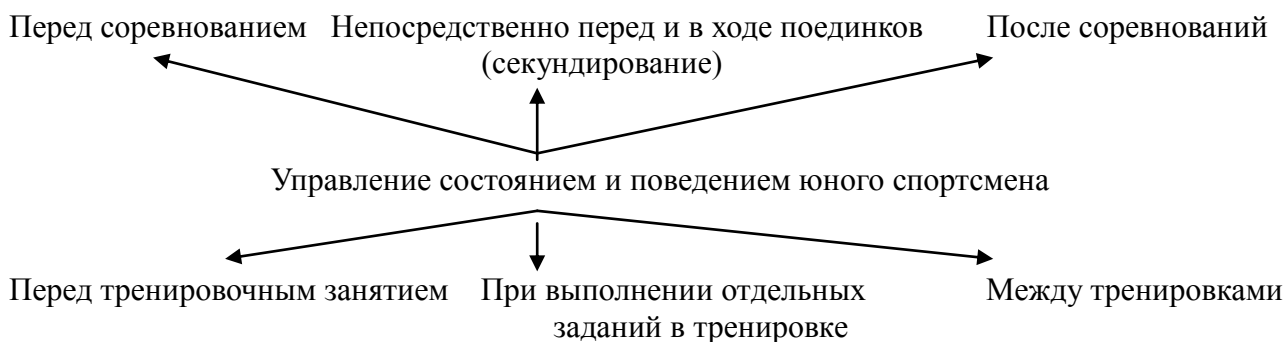 Перед соревнованием
Непосредственно перед и в ходе поединков
(секундирование)
После соревнований
Управление состоянием и поведением юного спортсмена
Перед тренировочным занятием
При выполнении отдельных
заданий в тренировке
Между тренировками